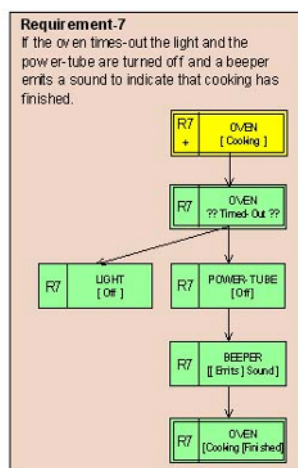 Requirement-7
If the oven times-out the light and the
power-tube are turned off and a beeper
emits a sound to indicate that cooking has
finished.
R7
+
OVEN
[ Cooking ]
R7
OVEN
?? Timed- Out ??
R7
LIGHT
[ Off ]
R7
POWER- TUBE
[Off]
R7
BEEPER
[[ Emits ] Sound ]
R7
OVEN
[Cooking [Finished]